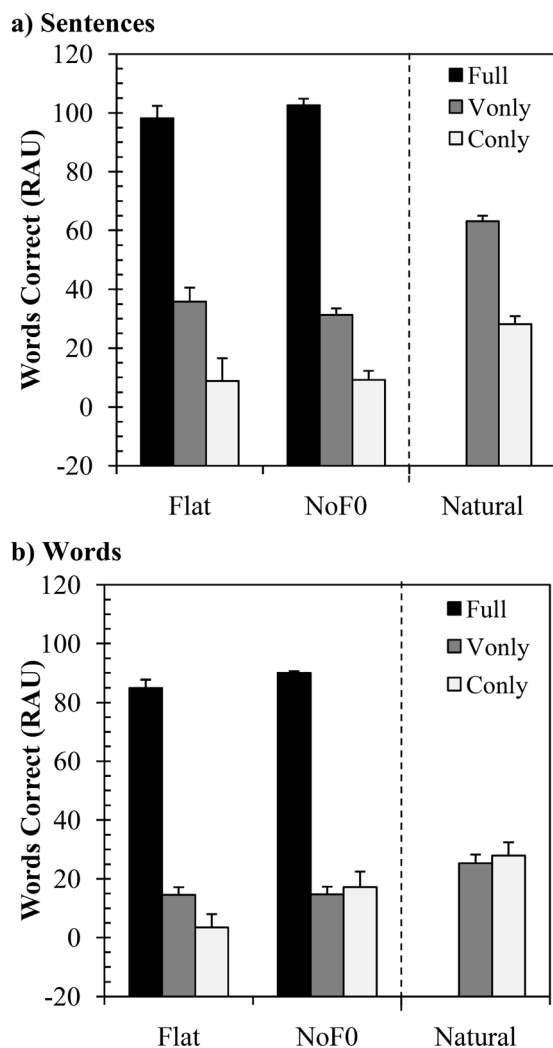 a) Sentences
120
100
80
60
40
20
0
-20
Words Correct (RAU)
Full
Vonly
Conly
Flat NoF0 Natural
b) Words
120
100
80
60
40
20
0
-20
Words Correct (RAU)
Full
Vonly
Conly
Flat NoF0 Natural